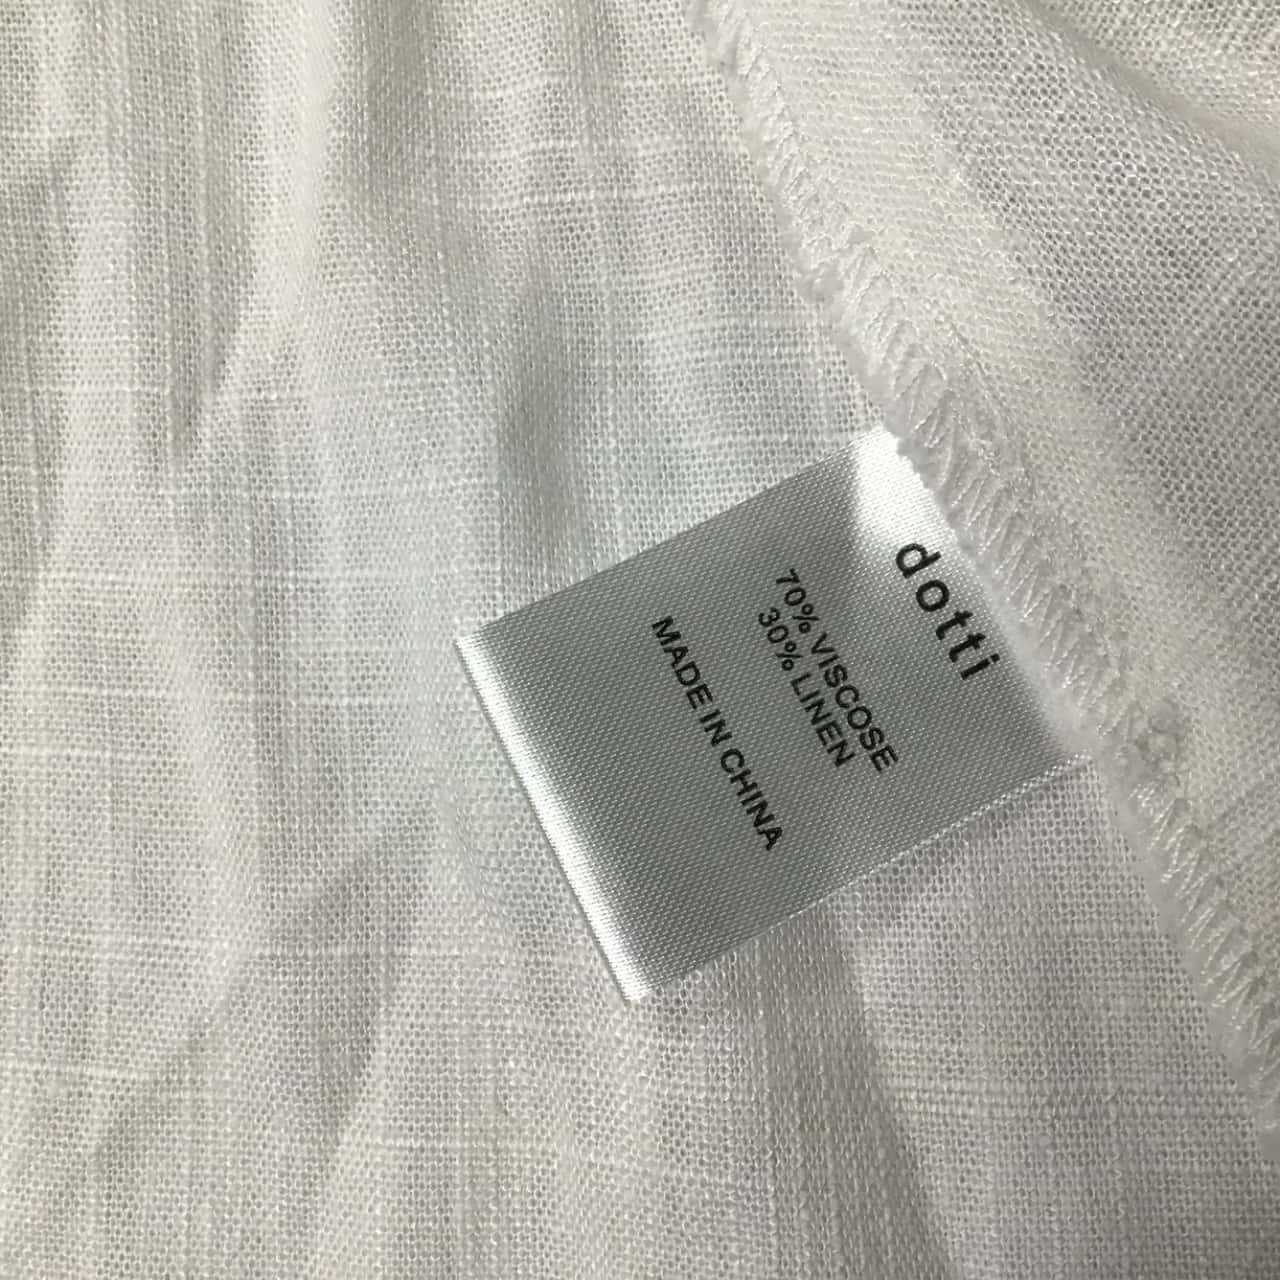 dotti
70% VISCOSE
30% LINEN
MADE IN CHINA